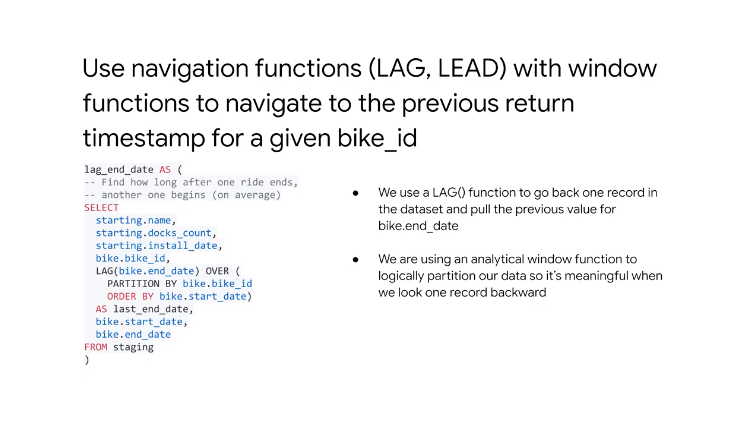 Use navigation functions (LAG, LEAD) with window
functions to navigate to the previous return
timestamp for a given bike_id
lag_end_date AS (
-- Find how long after one ride ends,
-- another one begins (on average)
SELECT
starting.name,
starting.docks_count,
starting.install_date,
bike.bike_id,
LAG(bike.end_date) OVER (
PARTITION BY bike.bike_id
ORDER BY bike.start_date)
AS last_end_date,
bike.start_date,
bike.end_date
FROM staging
)
● We use a LAG() function to go back one record in
the dataset and pull the previous value for
bike.end_date
● We are using an analytical window function to
logically partition our data so it's meaningful when
we look one record backward